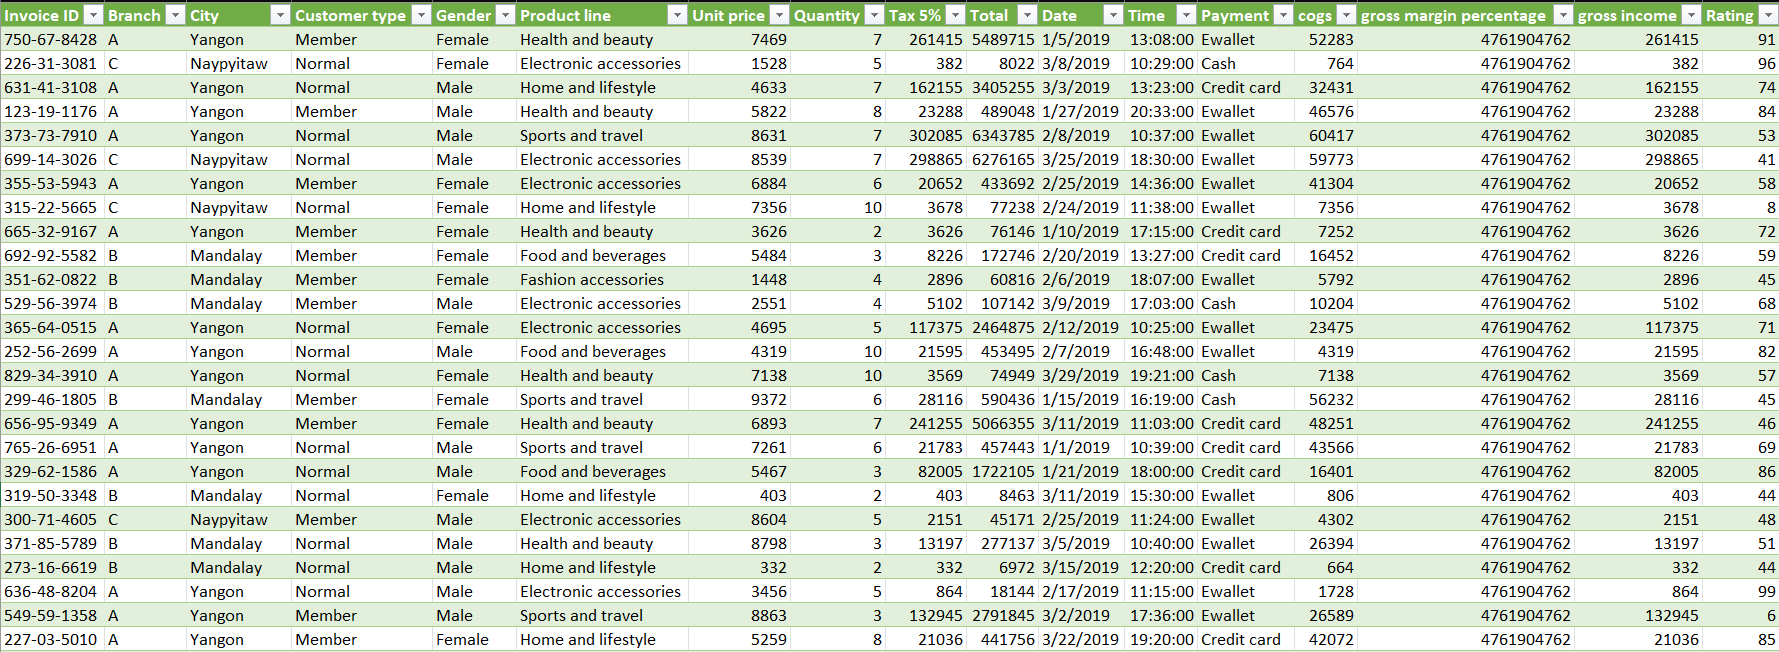 Invoice ID Branch City Customer type Gender Product line Unit price Quantity Tax 5% Total Date Time Payment cogs gross margin percentage gross income Rating
750-67-8428 A Yangon Member Female Health and beauty 7469 7 261415 5489715 1/5/2019 13:08:00 Ewallet 52283 4761904762 261415 91
226-31-3081 C Naypyitaw Normal Female Electronic accessories 1528 5 382 8022 3/8/2019 10:29:00 Cash 764 4761904762 382 96
631-41-3108 A Yangon Normal Male Home and lifestyle 4633 7 162155 3405255 3/3/2019 13:23:00 Credit card 32431 4761904762 162155 74
123-19-1176 A Yangon Member Male Health and beauty 5822 8 23288 489048 1/27/2019 20:33:00 Ewallet 46576 4761904762 23288 84
373-73-7910 A Yangon Normal Male Sports and travel 8631 7 302085 6343785 2/8/2019 10:37:00 Ewallet 60417 4761904762 302085 53
699-14-3026 C Naypyitaw Normal Male Electronic accessories 8539 7 298865 6276165 3/25/2019 18:30:00 Ewallet 59773 4761904762 298865 41
355-53-5943 A Yangon Member Female Electronic accessories 6884 6 20652 433692 2/25/2019 14:36:00 Ewallet 41304 4761904762 20652 58
315-22-5665 C Naypyitaw Normal Female Home and lifestyle 7356 10 3678 77238 2/24/2019 11:38:00 Ewallet 7356 4761904762 3678 8
665-32-9167 A Yangon Member Female Health and beauty 3626 2 3626 76146 1/10/2019 17:15:00 Credit card 7252 4761904762 3626 72
692-92-5582 B Mandalay Member Female Food and beverages 5484 3 8226 172746 2/20/2019 13:27:00 Credit card 16452 4761904762 8226 59
351-62-0822 B Mandalay Member Female Fashion accessories 1448 4 2896 60816 2/6/2019 18:07:00 Ewallet 5792 4761904762 2896 45
529-56-3974 B Mandalay Member Male Electronic accessories 2551 4 5102 107142 3/9/2019 17:03:00 Cash 10204 4761904762 5102 68
365-64-0515 A Yangon Normal Female Electronic accessories 4695 5 117375 2464875 2/12/2019 10:25:00 Ewallet 23475 4761904762 117375 71
252-56-2699 A Yangon Normal Male Food and beverages 4319 10 21595 453495 2/7/2019 16:48:00 Ewallet 4319 4761904762 21595 82
829-34-3910 A Yangon Normal Female Health and beauty 7138 10 3569 74949 3/29/2019 19:21:00 Cash 7138 4761904762 3569 57
299-46-1805 B Mandalay Member Female Sports and travel 9372 6 28116 590436 1/15/2019 16:19:00 Cash 56232 4761904762 28116 45
656-95-9349 A Yangon Member Female Health and beauty 6893 7 241255 5066355 3/11/2019 11:03:00 Credit card 48251 4761904762 241255 46
765-26-6951 A Yangon Normal Male Sports and travel 7261 6 21783 457443 1/1/2019 10:39:00 Credit card 43566 4761904762 21783 69
329-62-1586 A Yangon Normal Male Food and beverages 5467 3 82005 1722105 1/21/2019 18:00:00 Credit card 16401 4761904762 82005 86
319-50-3348 B Mandalay Normal Female Home and lifestyle 403 2 403 8463 3/11/2019 15:30:00 Ewallet 806 4761904762 403 44
300-71-4605 C Naypyitaw Member Male Electronic accessories 8604 5 2151 45171 2/25/2019 11:24:00 Ewallet 4302 4761904762 2151 48
371-85-5789 B Mandalay Normal Male Health and beauty 8798 3 13197 277137 3/5/2019 10:40:00 Ewallet 26394 4761904762 13197 51
273-16-6619 B Mandalay Normal Male Home and lifestyle 332 2 332 6972 3/15/2019 12:20:00 Credit card 664 4761904762 332 44
636-48-8204 A Yangon Normal Male Electronic accessories 3456 5 864 18144 2/17/2019 11:15:00 Ewallet 1728 4761904762 864 99
549-59-1358 A Yangon Member Male Sports and travel 8863 3 132945 2791845 3/2/2019 17:36:00 Ewallet 26589 4761904762 132945 6
227-03-5010 A Yangon Member Female Home and lifestyle 5259 8 21036 441756 3/22/2019 19:20:00 Credit card 42072 4761904762 21036 85